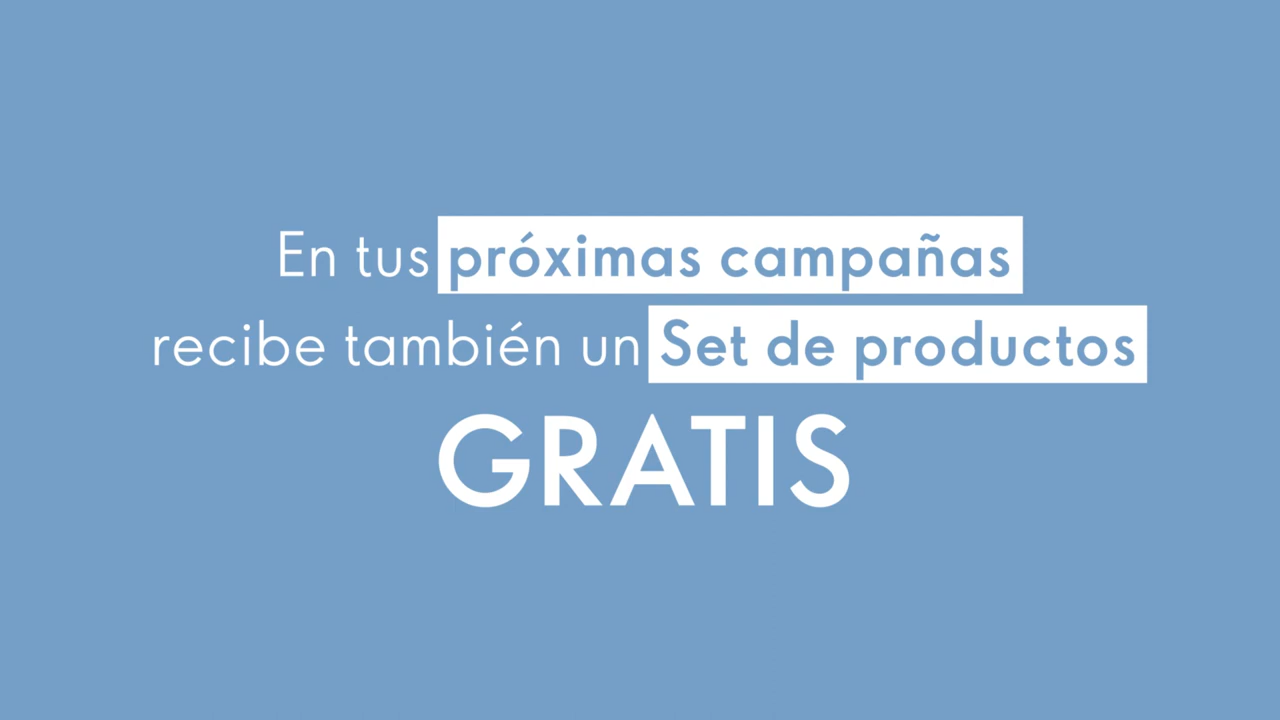 En tus próximas campañas
recibe también un Set de productos
GRATIS